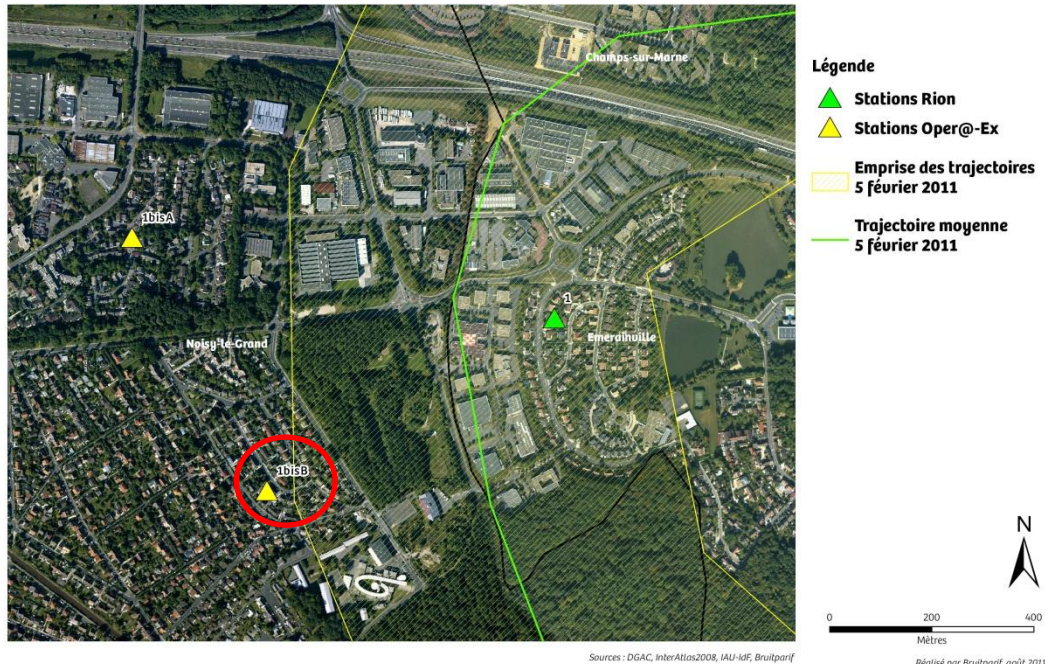 Champs-sur-Marne
1bisA
1
Noisy-le-Grand
Emerainville
1bisB
Légende
Stations Rion
Stations Oper@-Ex
Emprise des trajectoires
5 février 2011
Trajectoire moyenne
5 février 2011
N
0 200 400
Mètres
Sources : DGAC, InterAtlas2008, IAU-IdF, Bruitparif
Réalisé par Bruitparif, août 2011